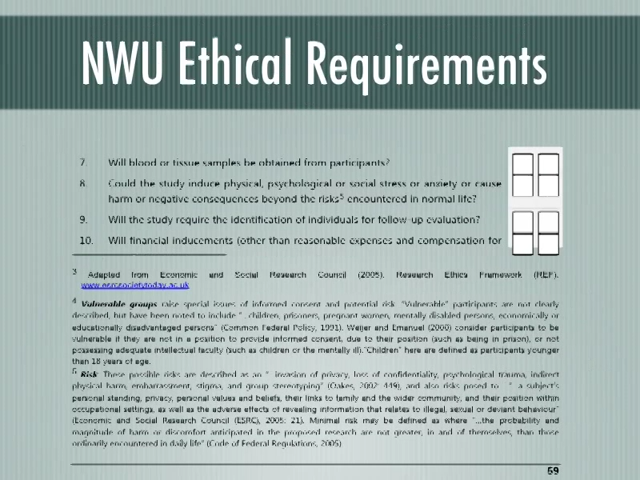 NWU Ethical Requirements
7. Will blood or tissue samples be obtained from participants?
8. Could the study induce physical, psychological or social stress or anxiety or cause
harm or negative consequences beyond the risks5 encountered in normal life?
9. Will the study require the identification of individuals for follow-up evaluation?
10. Will financial inducements (other than reasonable expenses and compensation for
3 Adapted from Economic and Social Research Council (2005). Research Ethics Framework (REF).
www.esrcsocietytoday.ac.uk
4 Vulnerable groups raise special issues of informed consent and potential risk. "Vulnerable" participants are not clearly
described, but have been noted to include "...children, prisoners, pregnant women, mentally disabled persons, economically or
educationally disadvantaged persons" (Common Federal Policy, 1991). Weijer and Emanuel (2000) consider participants to be
vulnerable if they are not in a position to provide informed consent, due to their position (such as being in prison), or not
possessing adequate intellectual faculty (such as children or the mentally ill). "Children" here are defined as participants younger
than 18 years of age.
5 Risk: These possible risks are described as an "...invasion of privacy, loss of confidentiality, psychological trauma, indirect
physical harm, embarrassment, stigma, and group stereotyping" (Oakes, 2002: 449), and also risks posed to "...a subject's
personal standing, privacy, personal values and beliefs, their links to family and the wider community, and their position within
occupational settings, as well as the adverse effects of revealing information that relates to illegal, sexual or deviant behaviour"
(Economic and Social Research Council (ESRC), 2005: 21). Minimal risk may be defined as where "...the probability and
magnitude of harm or discomfort anticipated in the proposed research are not greater, in and of themselves, than those
ordinarily encountered in daily life" (Code of Federal Regulations, 2005).
59